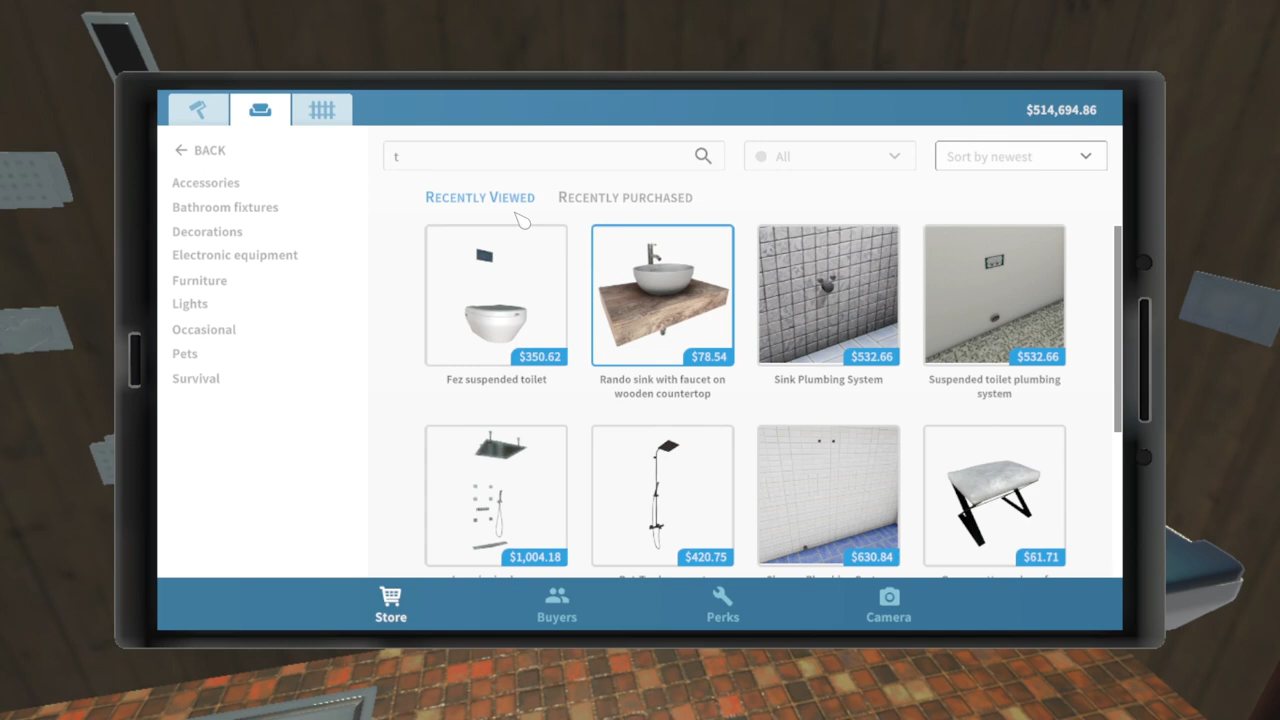 $514,694.86
BACK
t
All
Sort by newest
Accessories
Bathroom fixtures
Decorations
Electronic equipment
Furniture
Lights
Occasional
Pets
Survival
RECENTLY VIEWED
RECENTLY PURCHASED
$350.62
$78.54
$532.66
$532.66
Fez suspended toilet
Rando sink with faucet on
wooden countertop
Sink Plumbing System
Suspended toilet plumbing
system
$1,004.18
$420.75
$630.84
$61.71
Store
Buyers
Perks
Camera